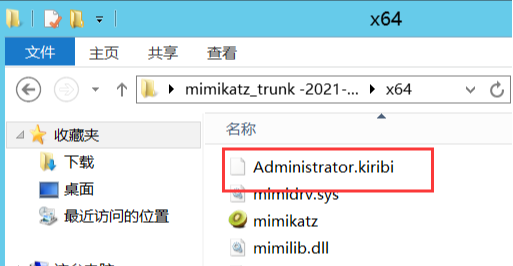 x64
文件
主页
共享
查看
mimikatz_trunk -2021-... x64
收藏夹
下载
桌面
最近访问的位置
名称
Administrator.kiribi
mimidrv.sys
mimikatz
mimilib.dll